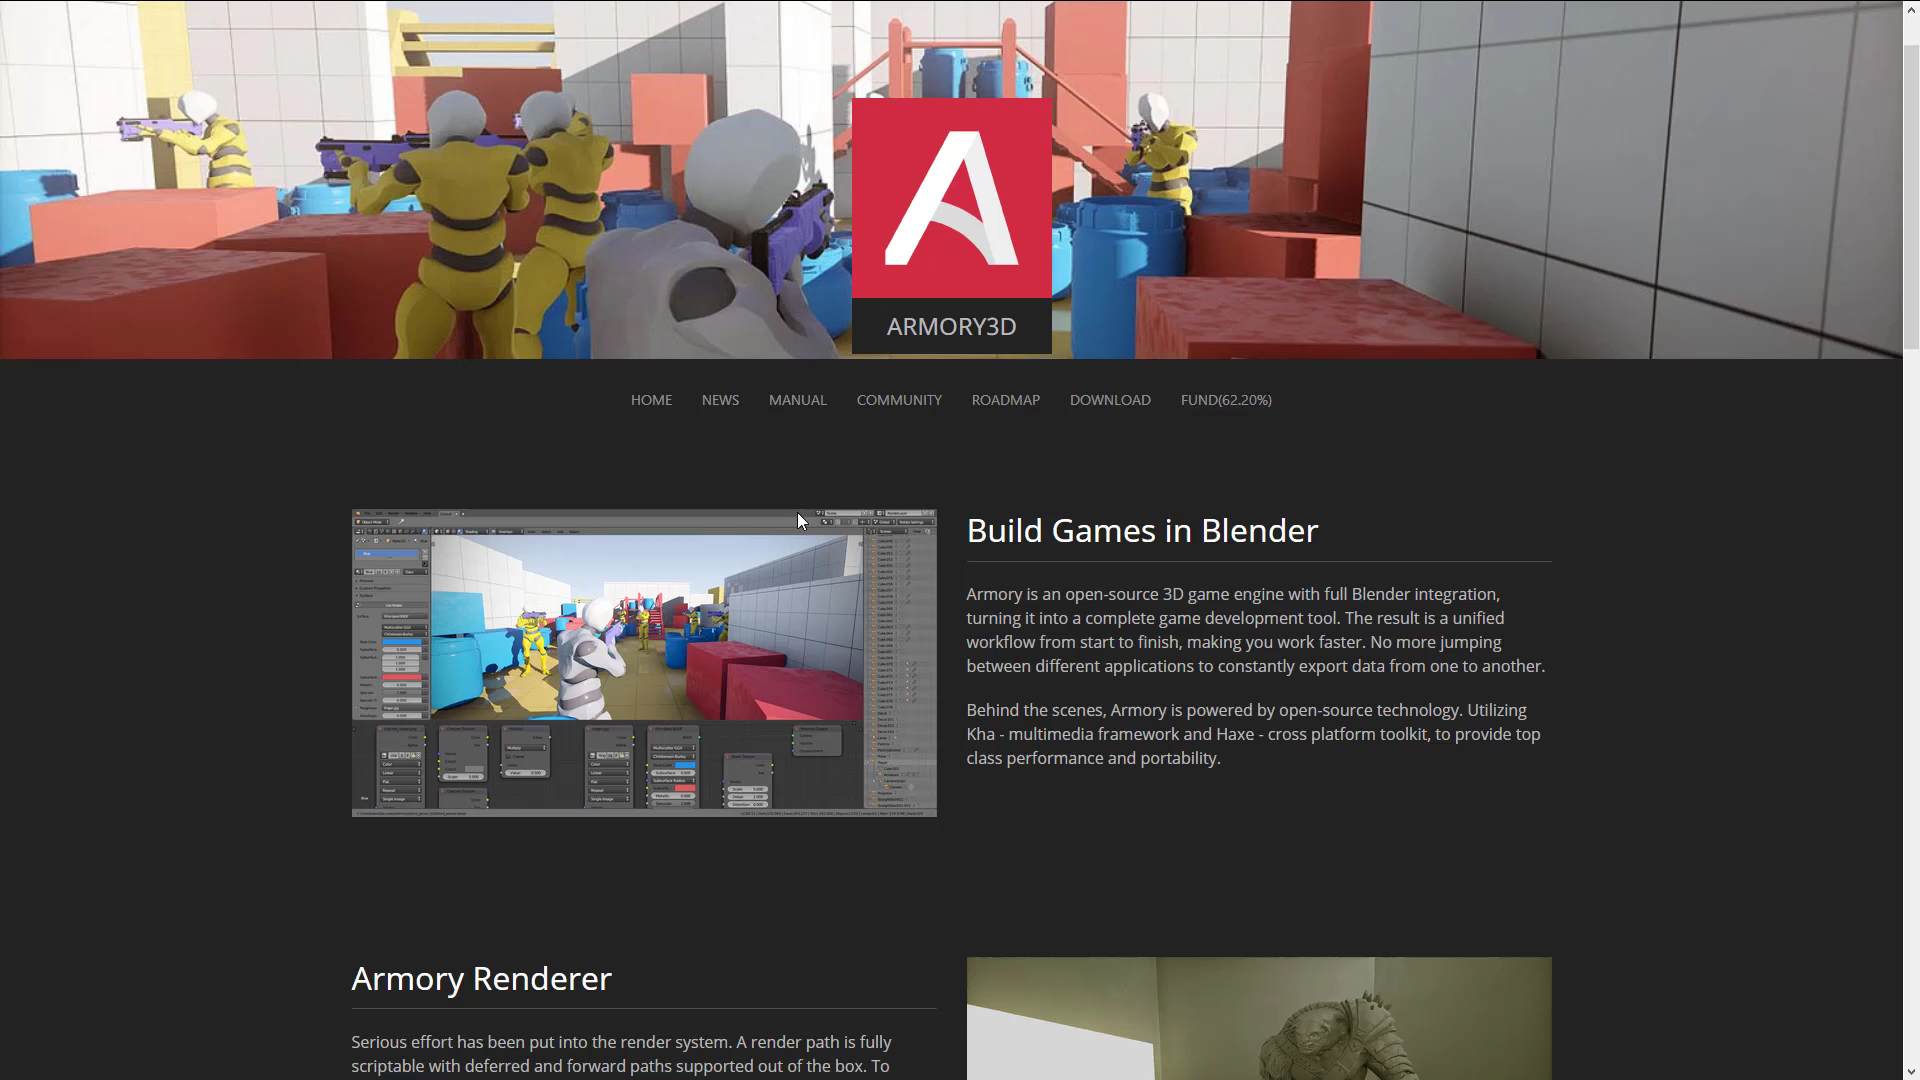 ARMORY3D
HOME NEWS MANUAL COMMUNITY ROADMAP DOWNLOAD FUND(62.20%)
Build Games in Blender
Armory is an open-source 3D game engine with full Blender integration,
turning it into a complete game development tool. The result is a unified
workflow from start to finish, making you work faster. No more jumping
between different applications to constantly export data from one to another.
Behind the scenes, Armory is powered by open-source technology. Utilizing
Kha - multimedia framework and Haxe - cross platform toolkit, to provide top
class performance and portability.
Armory Renderer
Serious effort has been put into the render system. A render path is fully
scriptable with deferred and forward paths supported out of the box. To